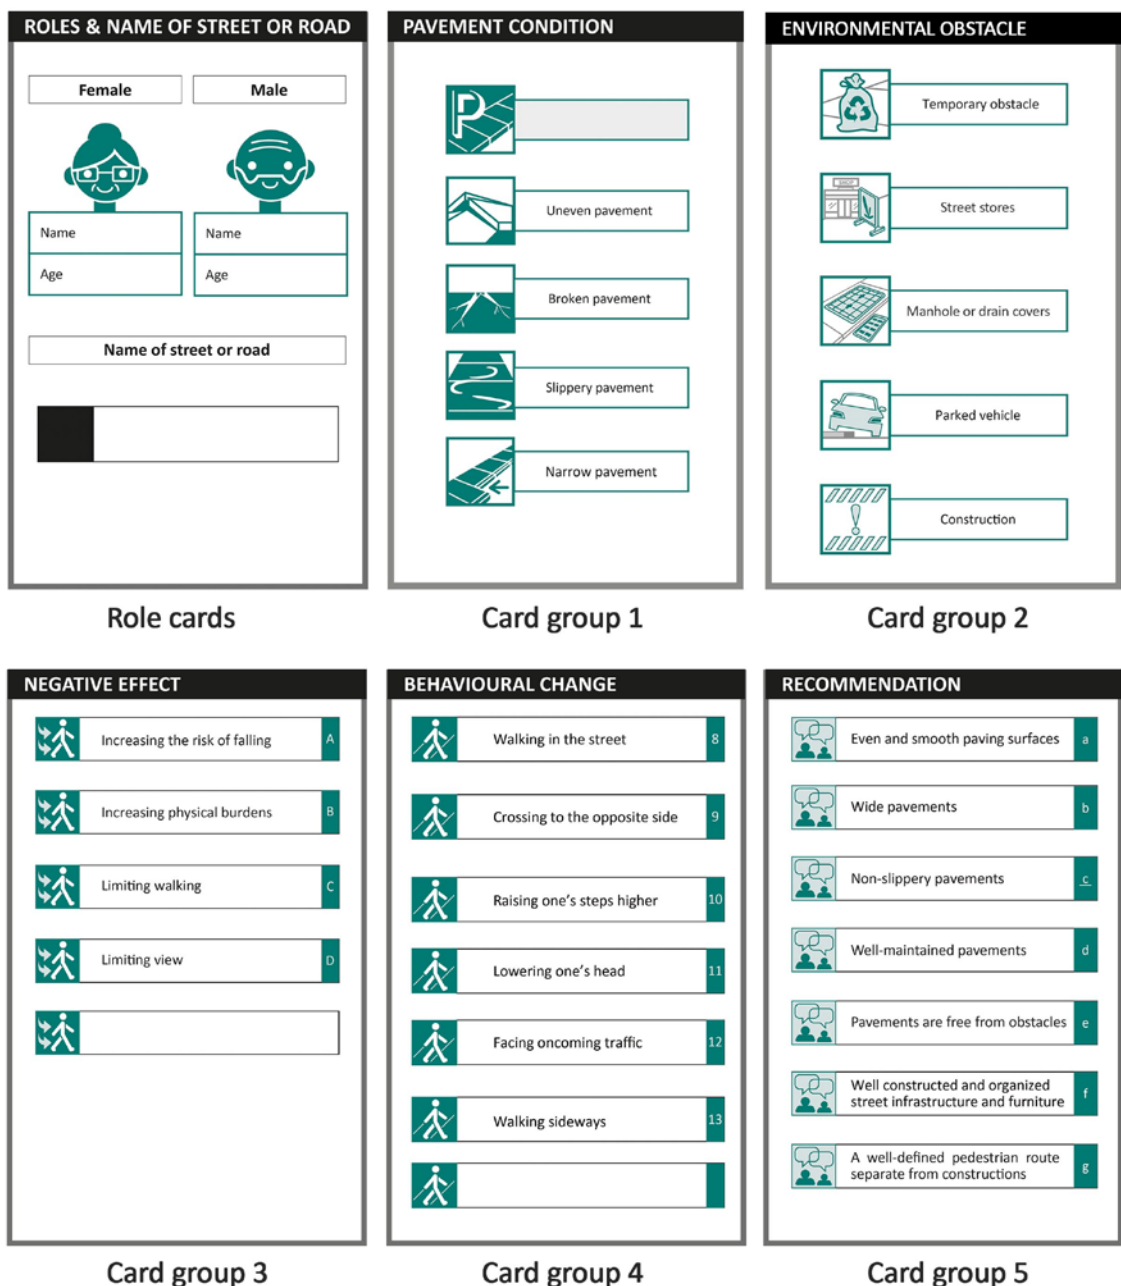 ROLES & NAME OF STREET OR ROAD
Female
Male
Name
Age
Name
Age
Name of street or road
Role cards
PAVEMENT CONDITION
P
Uneven pavement
Broken pavement
Slippery pavement
Narrow pavement
Card group 1
ENVIRONMENTAL OBSTACLE
Temporary obstacle
SHOP
Street stores
Manhole or drain covers
Parked vehicle
Construction
Card group 2
NEGATIVE EFFECT
Increasing the risk of falling A
Increasing physical burdens B
Limiting walking C
Limiting view D
Card group 3
BEHAVIOURAL CHANGE
Walking in the street 8
Crossing to the opposite side 9
Raising one's steps higher 10
Lowering one's head 11
Facing oncoming traffic 12
Walking sideways 13
Card group 4
RECOMMENDATION
Even and smooth paving surfaces a
Wide pavements b
Non-slippery pavements c
Well-maintained pavements d
Pavements are free from obstacles e
Well constructed and organized
street infrastructure and furniture f
A well-defined pedestrian route
separate from constructions g
Card group 5